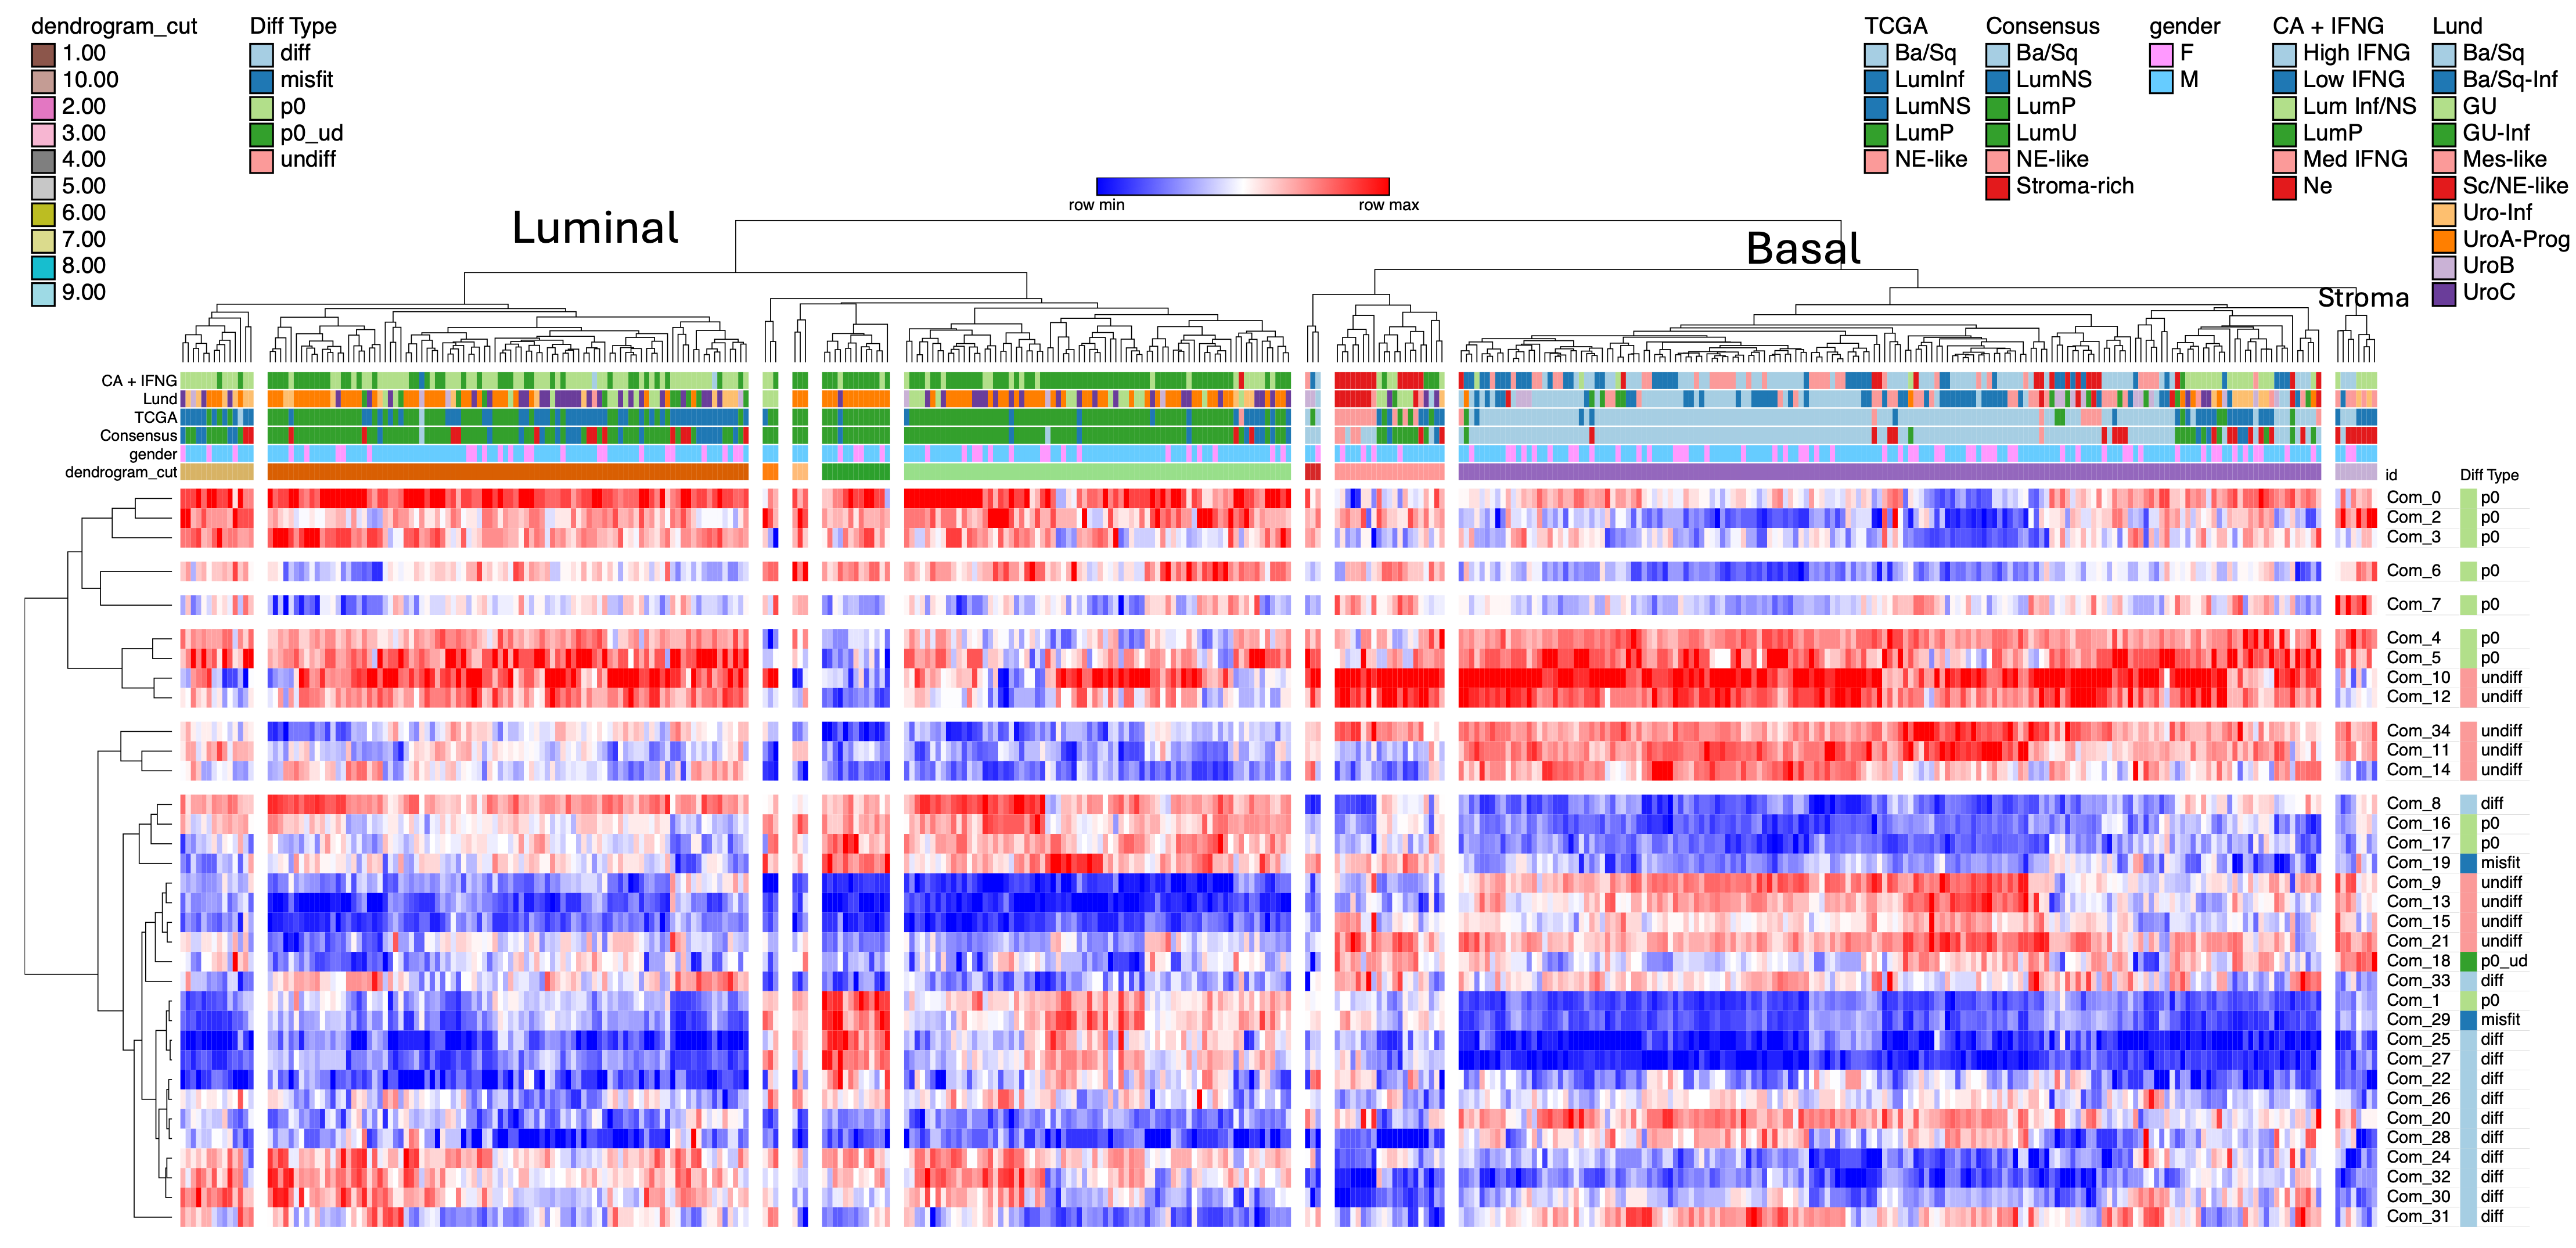 dendrogram_cut
1.00
10.00
2.00
3.00
4.00
5.00
6.00
7.00
8.00
9.00
Diff Type
diff
misfit
p0
p0_ud
undiff
TCGA
Ba/Sq
LumInf
LumNS
LumP
NE-like
Consensus
Ba/Sq
LumNS
LumP
LumU
NE-like
Stroma-rich
gender
F
M
CA + IFNG
High IFNG
Low IFNG
Lum Inf/NS
LumP
Med IFNG
Ne
Lund
Ba/Sq
Ba/Sq-Inf
GU
GU-Inf
Mes-like
Sc/NE-like
Uro-Inf
UroA-Prog
UroB
UroC
row min row max
Luminal
Basal
Stroma
CA + IFNG
Lund
TCGA
Consensus
gender
dendrogram_cut
id Diff Type
Com_0 p0
Com_2 p0
Com_3 p0
Com_6 p0
Com_7 p0
Com_4 p0
Com_5 p0
Com_10 undiff
Com_12 undiff
Com_34 undiff
Com_11 undiff
Com_14 undiff
Com_8 diff
Com_16 p0
Com_17 p0
Com_19 misfit
Com_9 undiff
Com_13 undiff
Com_15 undiff
Com_21 undiff
Com_18 p0_ud
Com_33 diff
Com_1 p0
Com_29 misfit
Com_25 diff
Com_27 diff
Com_22 diff
Com_26 diff
Com_20 diff
Com_28 diff
Com_24 diff
Com_32 diff
Com_30 diff
Com_31 diff